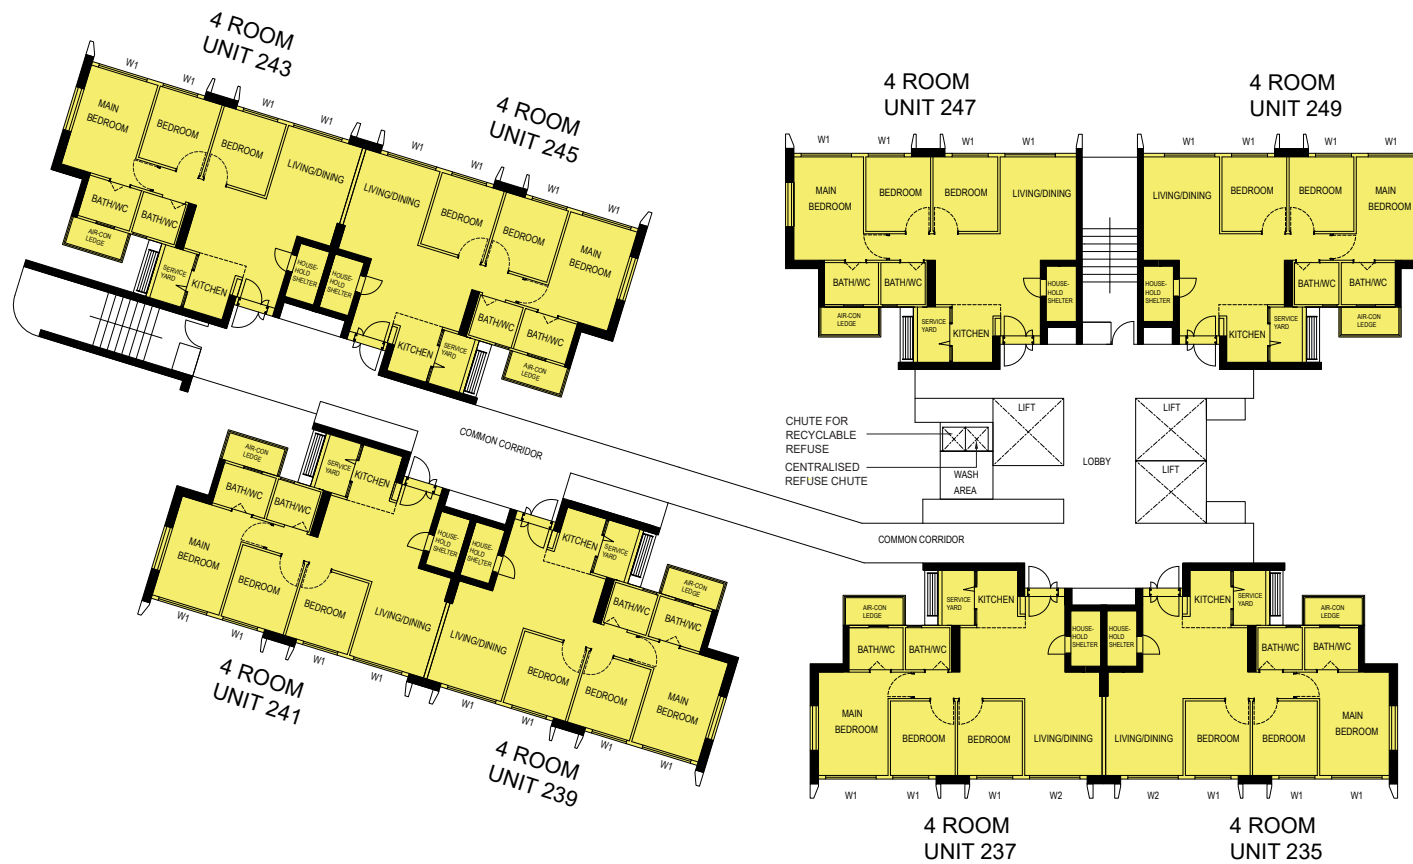 4 ROOM
UNIT 243
W1
W1
W1
W1
MAIN
BEDROOM
BEDROOM
BEDROOM
LIVING/DINING
BATH/WC
BATH/WC
AIR-CON
LEDGE
SERVICE
YARD
KITCHEN
HOUSE-
HOLD
SHELTER
4 ROOM
UNIT 245
W1
W1
W1
W1
LIVING/DINING
BEDROOM
BEDROOM
MAIN
BEDROOM
HOUSE-
HOLD
SHELTER
BATH/WC
BATH/WC
KITCHEN
SERVICE
YARD
AIR-CON
LEDGE
4 ROOM
UNIT 247
W1
W1
W1
W1
MAIN
BEDROOM
BEDROOM
BEDROOM
LIVING/DINING
BATH/WC
BATH/WC
HOUSE-
HOLD
SHELTER
AIR-CON
LEDGE
SERVICE
YARD
KITCHEN
4 ROOM
UNIT 249
W1
W1
W1
W1
LIVING/DINING
BEDROOM
BEDROOM
MAIN
BEDROOM
HOUSE-
HOLD
SHELTER
BATH/WC
BATH/WC
KITCHEN
SERVICE
YARD
AIR-CON
LEDGE
COMMON CORRIDOR
CHUTE FOR
RECYCLABLE
REFUSE
CENTRALISED
REFUSE CHUTE
WASH
AREA
LIFT
LOBBY
LIFT
LIFT
COMMON CORRIDOR
AIR-CON
LEDGE
SERVICE
YARD
KITCHEN
BATH/WC
BATH/WC
HOUSE-
HOLD
SHELTER
MAIN
BEDROOM
BEDROOM
BEDROOM
LIVING/DINING
W1
W1
W1
W1
4 ROOM
UNIT 241
HOUSE-
HOLD
SHELTER
KITCHEN
SERVICE
YARD
AIR-CON
LEDGE
BATH/WC
BATH/WC
LIVING/DINING
BEDROOM
BEDROOM
MAIN
BEDROOM
W1
W1
W1
W1
4 ROOM
UNIT 239
AIR-CON
LEDGE
SERVICE
YARD
KITCHEN
BATH/WC
BATH/WC
HOUSE-
HOLD
SHELTER
MAIN
BEDROOM
BEDROOM
BEDROOM
LIVING/DINING
W1
W1
W1
W2
4 ROOM
UNIT 237
HOUSE-
HOLD
SHELTER
KITCHEN
SERVICE
YARD
AIR-CON
LEDGE
BATH/WC
BATH/WC
LIVING/DINING
BEDROOM
BEDROOM
MAIN
BEDROOM
W2
W1
W1
W1
4 ROOM
UNIT 235